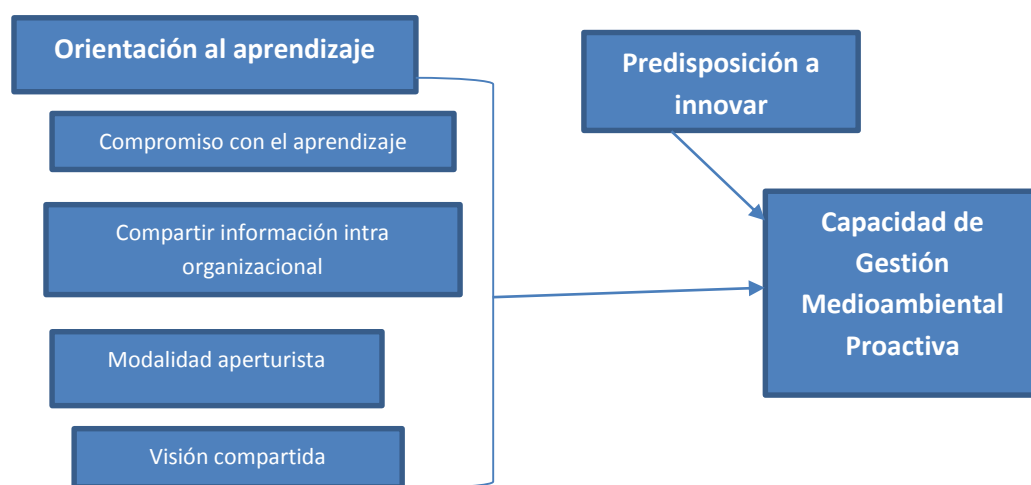 Orientación al aprendizaje
Compromiso con el aprendizaje
Compartir información intra
organizacional
Modalidad aperturista
Visión compartida
Predisposición a
innovar
Capacidad de
Gestión
Medioambiental
Proactiva